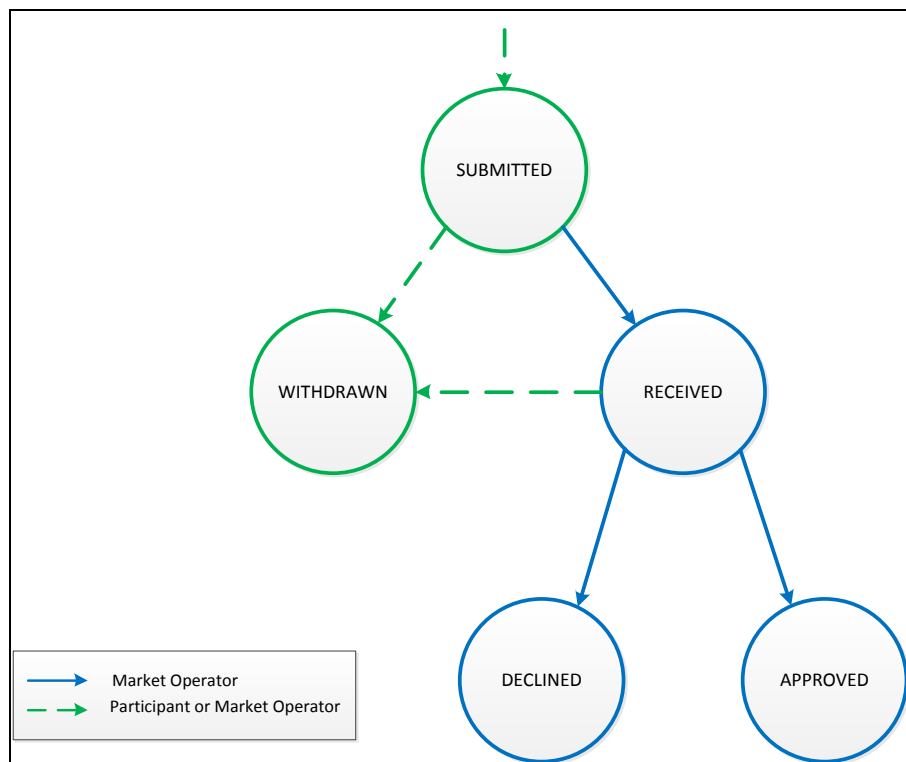 SUBMITTED
WITHDRAWN
RECEIVED
DECLINED
APPROVED
Market Operator
Participant or Market Operator